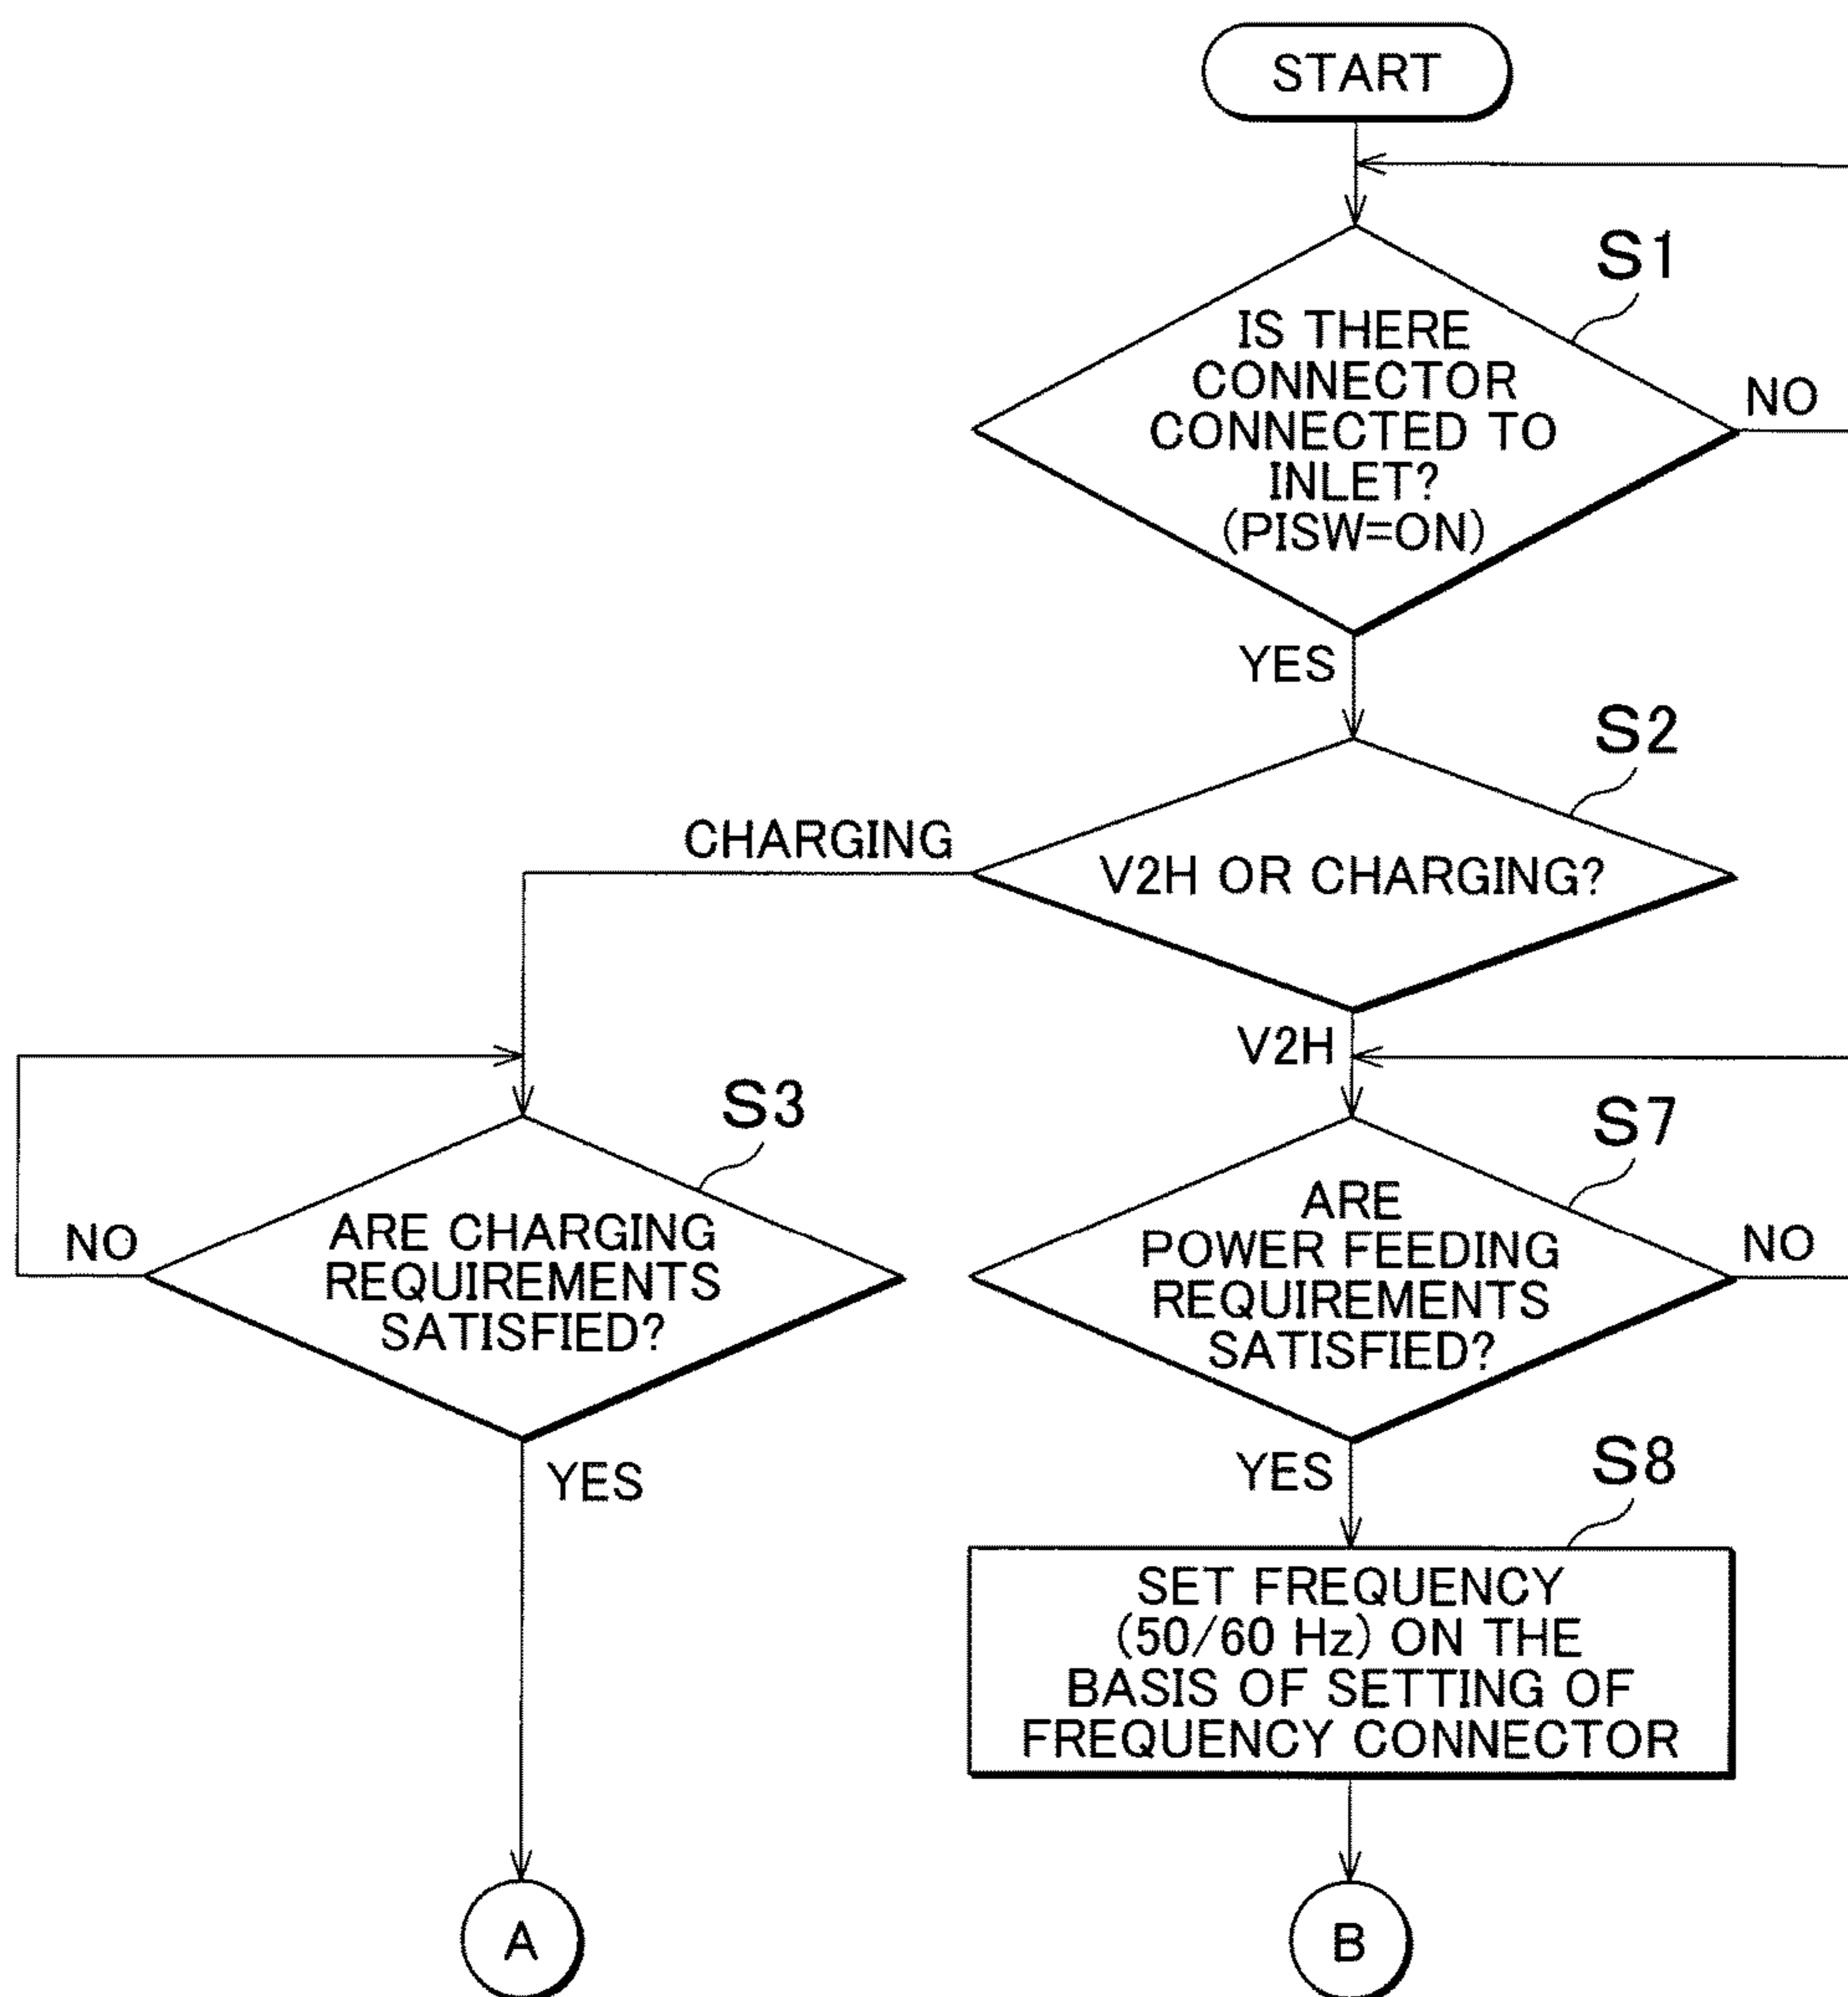 START
S1
IS THERE
CONNECTOR
CONNECTED TO
INLET?
(PISW=ON)
NO
YES
S2
CHARGING
V2H OR CHARGING?
V2H
S3
S7
NO
ARE CHARGING
REQUIREMENTS
SATISFIED?
ARE
POWER FEEDING
REQUIREMENTS
SATISFIED?
NO
YES
YES
S8
SET FREQUENCY
(50/60 Hz) ON THE
BASIS OF SETTING OF
FREQUENCY CONNECTOR
A
B